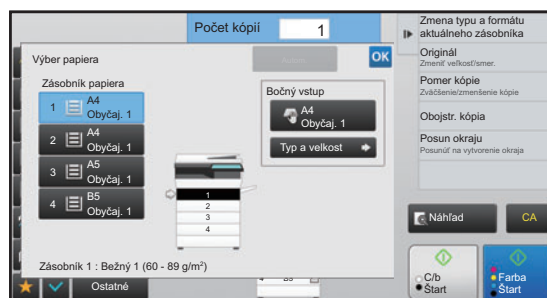 Počet kópií 1
Výber papiera
OK
Zásobník papiera
1 A4
Obyčaj. 1
2 A4
Obyčaj. 1
3 A5
Obyčaj. 1
4 B5
Obyčaj. 1
1
2
3
4
Bočný vstup
A4
Obyčaj. 1
Typ a velkost
Zásobník 1 : Bežný 1 (60 - 89 g/m²)
Ostatné
Zmena typu a formátu
aktuálneho zásobníka
Originál
Zmeniť veľkosť/smer.
Pomer kópie
Zväčšenie/zmenšenie kópie
Obojstr. kópia
Posun okraju
Posunúť na vytvorenie okraja
Náhľad
CA
C/b
Štart
Farba
Štart